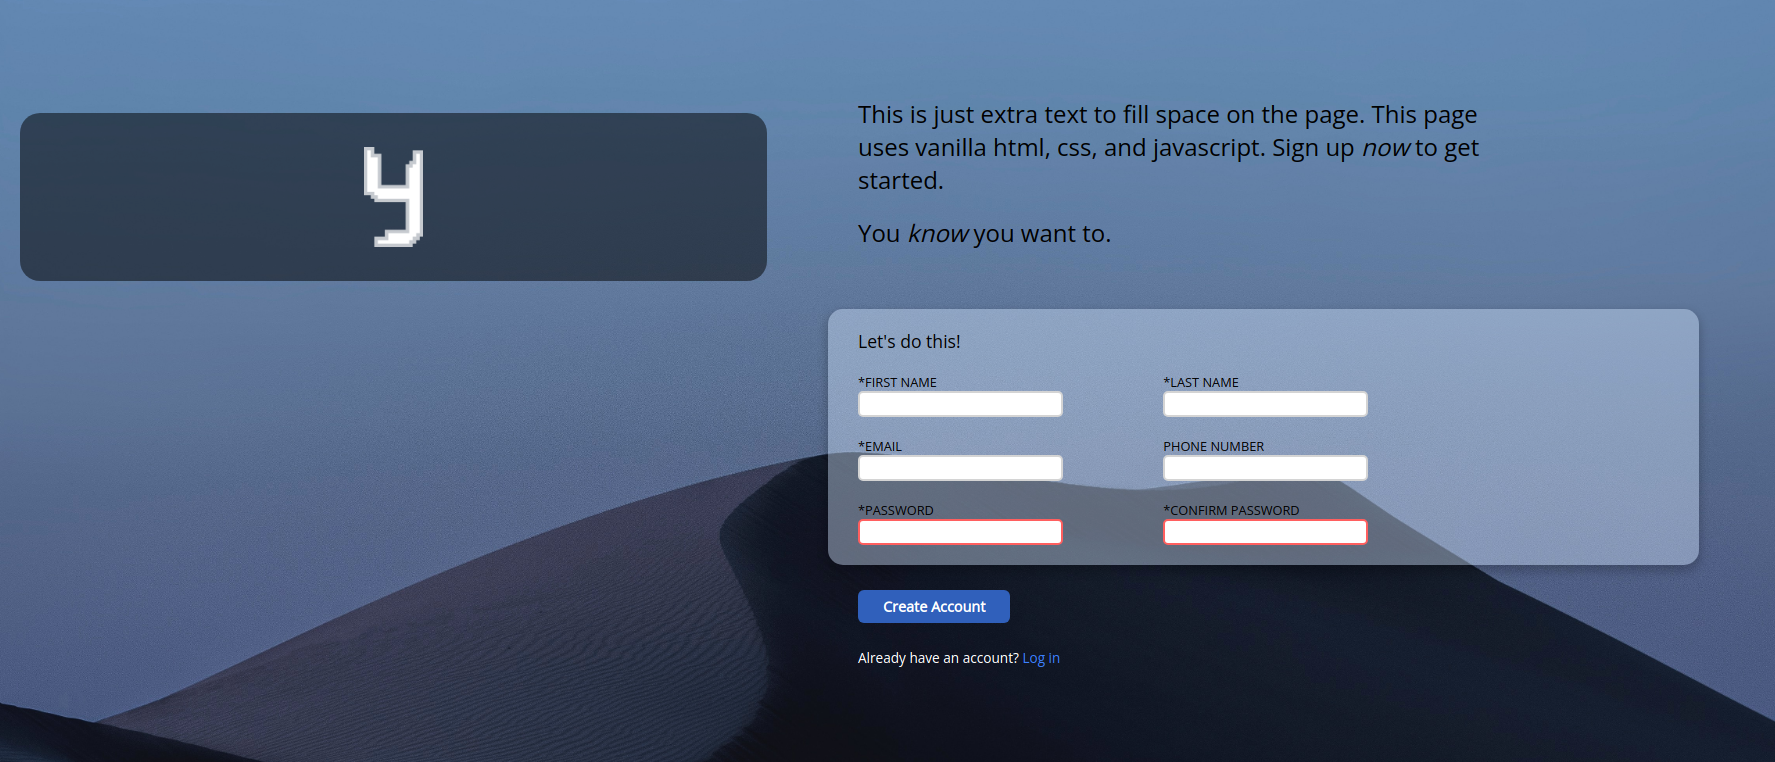 y
This is just extra text to fill space on the page. This page
uses vanilla html, css, and javascript. Sign up now to get
started.
You know you want to.
Let's do this!
*FIRST NAME
*LAST NAME
*EMAIL
PHONE NUMBER
*PASSWORD
*CONFIRM PASSWORD
Create Account
Already have an account? Log in